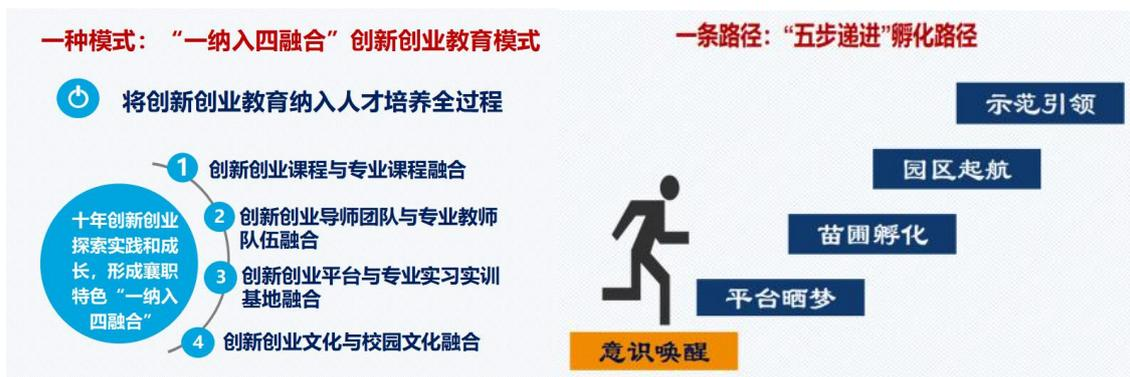 一种模式：“一纳入四融合”创新创业教育模式
将创新创业教育纳入人才培养全过程
十年创新创业
探索实践和成
长，形成襄职
特色“一纳入
四融合”
1 创新创业课程与专业课程融合
2 创新创业导师团队与专业教师
队伍融合
3 创新创业平台与专业实习实训
基地融合
4 创新创业文化与校园文化融合
一条路径：“五步递进”孵化路径
示范引领
园区起航
苗圃孵化
平台晒梦
意识唤醒